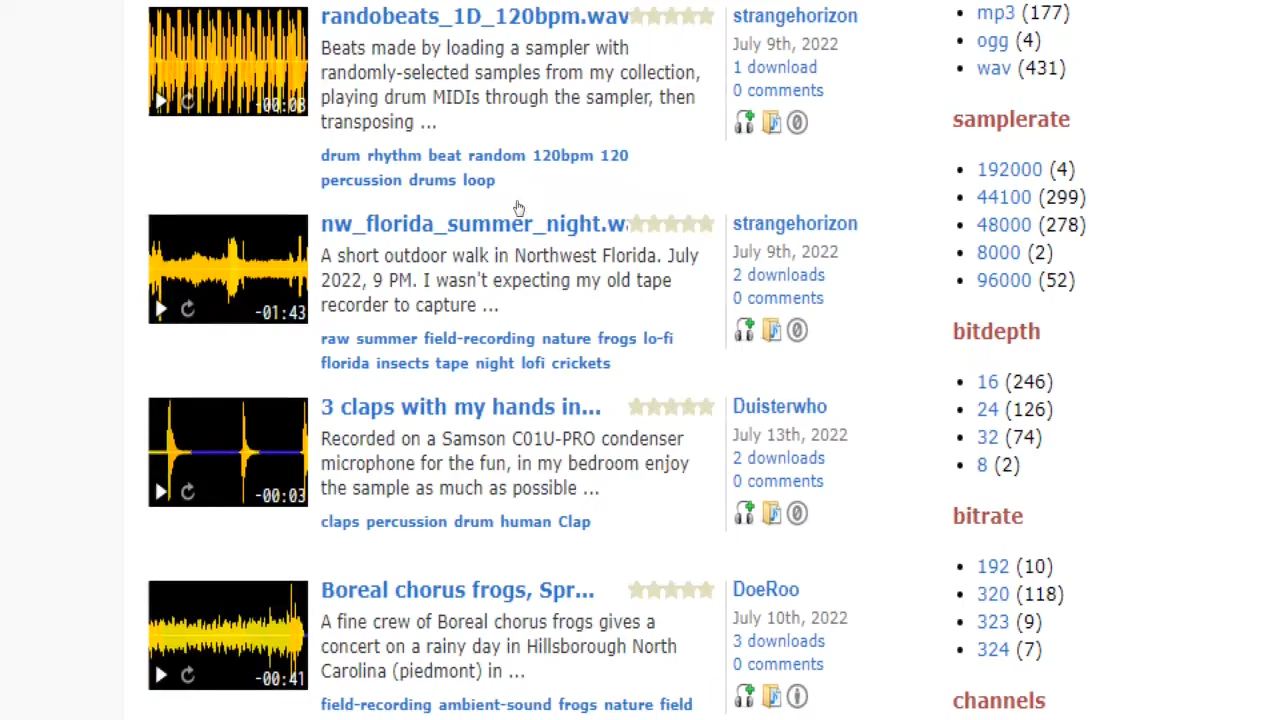 randobeats_1D_120bpm.wav
Beats made by loading a sampler with
randomly-selected samples from my collection,
playing drum MIDIs through the sampler, then
transposing ...
drum rhythm beat random 120bpm 120
percussion drums loop
-00:08
strangehorizon
July 9th, 2022
1 download
0 comments
0
nw_florida_summer_night.w
A short outdoor walk in Northwest Florida. July
2022, 9 PM. I wasn't expecting my old tape
recorder to capture ...
raw summer field-recording nature frogs lo-fi
florida insects tape night lofi crickets
-01:43
strangehorizon
July 9th, 2022
2 downloads
0 comments
0
3 claps with my hands in...
Recorded on a Samson C01U-PRO condenser
microphone for the fun, in my bedroom enjoy
the sample as much as possible ...
claps percussion drum human Clap
-00:03
Duisterwho
July 13th, 2022
2 downloads
0 comments
0
Boreal chorus frogs, Spr...
A fine crew of Boreal chorus frogs gives a
concert on a rainy day in Hillsborough North
Carolina (piedmont) in ...
field-recording ambient-sound frogs nature field
-00:41
DoeRoo
July 10th, 2022
3 downloads
0 comments
mp3 (177)
ogg (4)
wav (431)
samplerate
192000 (4)
44100 (299)
48000 (278)
8000 (2)
96000 (52)
bitdepth
16 (246)
24 (126)
32 (74)
8 (2)
bitrate
192 (10)
320 (118)
323 (9)
324 (7)
channels